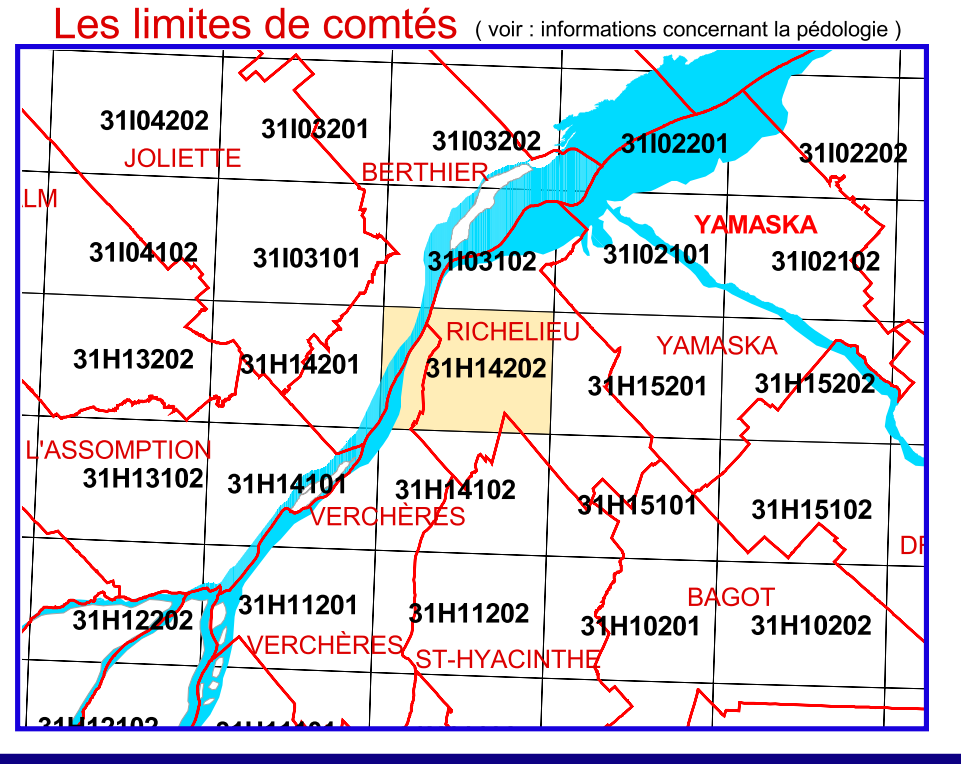 Les limites de comtés ( voir : informations concernant la pédologie )
31I04202
31I03201
31I03202
31I02201
31I02202
JOLIETTE
BERTHIER
LM
YAMASKA
31I04102
31I03101
31I03102
31I02101
31I02102
RICHELIEU
YAMASKA
31H13202
31H14201
31H14202
31H15201
31H15202
L'ASSOMPTION
31H13102
31H14101
31H14102
31H15101
31H15102
VERCHÈRES
DR
BAGOT
31H12202
31H11201
31H11202
31H10201
31H10202
VERCHÈRES
ST-HYACINTHE
31H12102